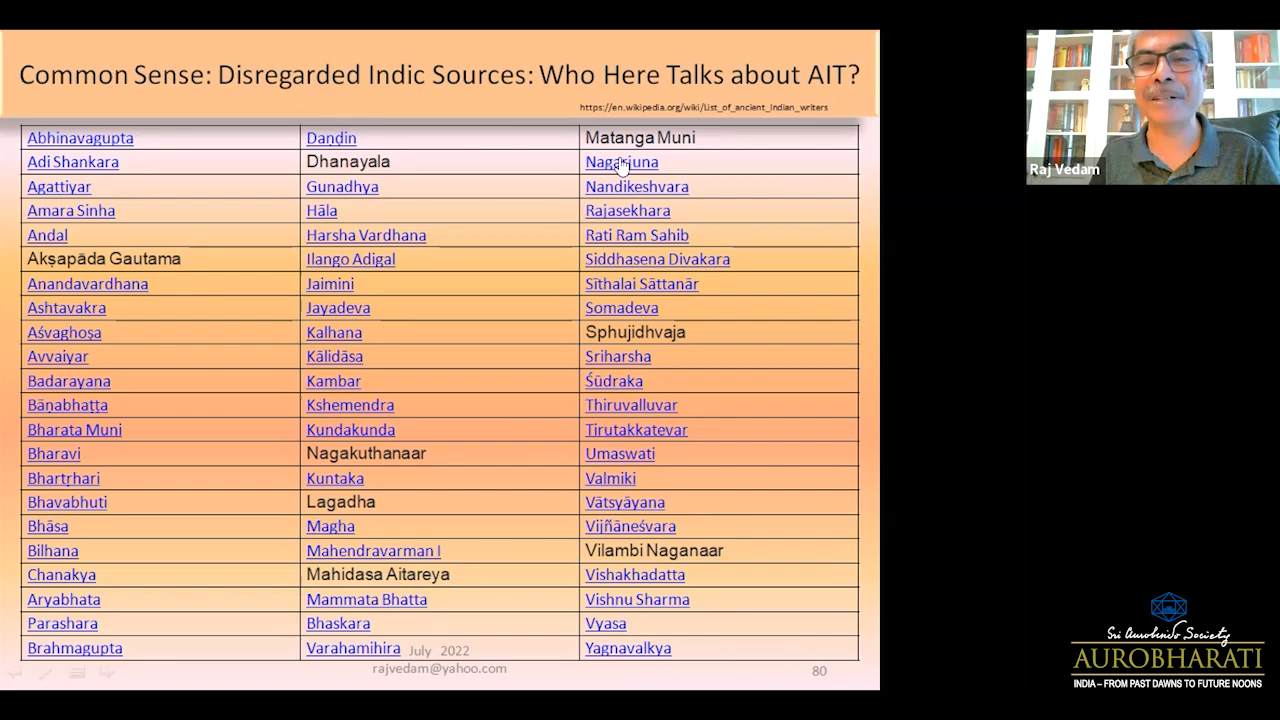 Common Sense: Disregarded Indic Sources: Who Here Talks about AIT?
https://en.wikipedia.org/wiki/List_of_ancient_Indian_writers
Abhinavagupta Daṇḍin Matanga Muni
Adi Shankara Dhanayala Nagarjuna
Agattiyar Gunadhya Nandikeshvara
Amara Sinha Hāla Rajasekhara
Andal Harsha Vardhana Rati Ram Sahib
Akṣapāda Gautama Ilango Adigal Siddhasena Divakara
Anandavardhana Jaimini Sīthalai Sāttanār
Ashtavakra Jayadeva Somadeva
Aśvaghoṣa Kalhana Sphujidhvaja
Avvaiyar Kālidāsa Sriharsha
Badarayana Kambar Śūdraka
Bāṇabhaṭṭa Kshemendra Thiruvalluvar
Bharata Muni Kundakunda Tirutakkatevar
Bharavi Nagakuthanaar Umaswati
Bhartṛhari Kuntaka Valmiki
Bhavabhuti Lagadha Vātsyāyana
Bhāsa Magha Vijñāneśvara
Bilhana Mahendravarman I Vilambi Naganaar
Chanakya Mahidasa Aitareya Vishakhadatta
Aryabhata Mammata Bhatta Vishnu Sharma
Parashara Bhaskara Vyasa
Brahmagupta Varahamihira Yagnavalkya
July 2022
rajvedam@yahoo.com
80
Raj Vedam
Sri Aurobindo Society
AUROBHARATI
INDIA – FROM PAST DAWNS TO FUTURE NOONS